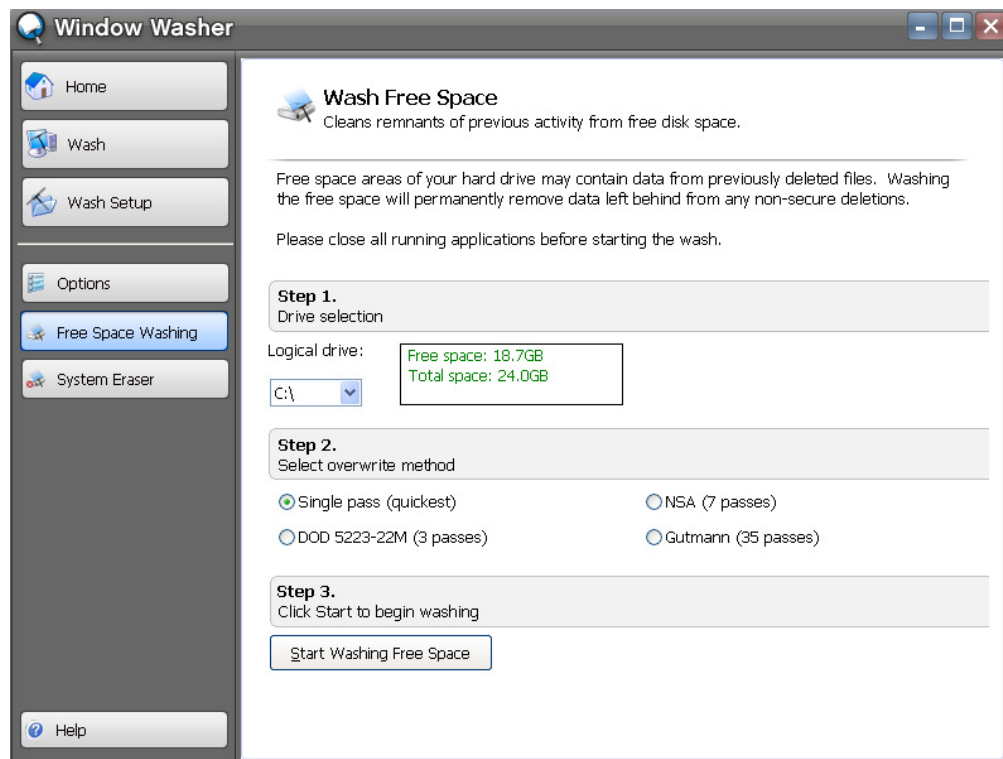 Window Washer
Home
Wash
Wash Setup
Options
Free Space Washing
System Eraser
Help
Wash Free Space
Cleans remnants of previous activity from free disk space.
Free space areas of your hard drive may contain data from previously deleted files. Washing
the free space will permanently remove data left behind from any non-secure deletions.
Please close all running applications before starting the wash.
Step 1.
Drive selection
Logical drive:
C:\
Free space: 18.7GB
Total space: 24.0GB
Step 2.
Select overwrite method
Single pass (quickest)
NSA (7 passes)
DOD 5223-22M (3 passes)
Gutmann (35 passes)
Step 3.
Click Start to begin washing
Start Washing Free Space